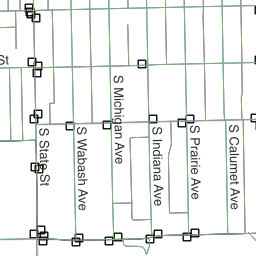 St
S State St
S Wabash Ave
S Michigan Ave
S Indiana Ave
S Prairie Ave
S Calumet Ave